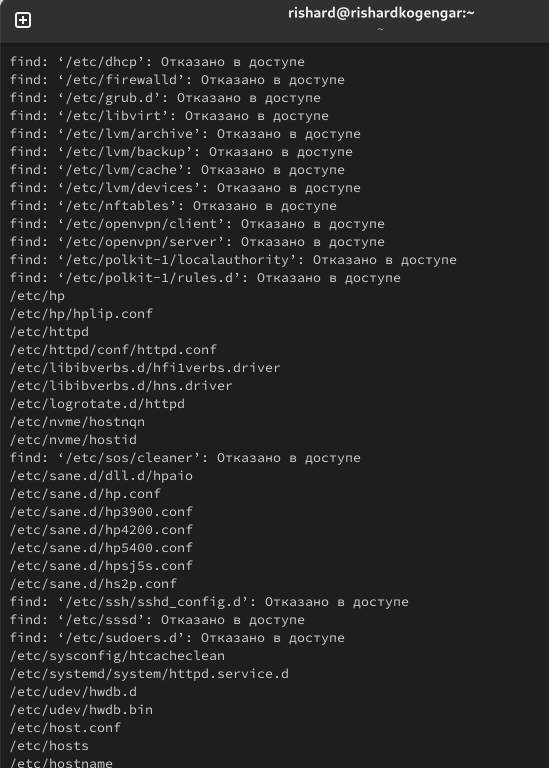 rishard@rishardkogengar:~
~
find: ‘/etc/dhcp’: Отказано в доступе
find: ‘/etc/firewalld’: Отказано в доступе
find: ‘/etc/grub.d’: Отказано в доступе
find: ‘/etc/libvirt’: Отказано в доступе
find: ‘/etc/lvm/archive’: Отказано в доступе
find: ‘/etc/lvm/backup’: Отказано в доступе
find: ‘/etc/lvm/cache’: Отказано в доступе
find: ‘/etc/lvm/devices’: Отказано в доступе
find: ‘/etc/nftables’: Отказано в доступе
find: ‘/etc/openvpn/client’: Отказано в доступе
find: ‘/etc/openvpn/server’: Отказано в доступе
find: ‘/etc/polkit-1/localauthority’: Отказано в доступе
find: ‘/etc/polkit-1/rules.d’: Отказано в доступе
/etc/hp
/etc/hp/hplip.conf
/etc/httpd
/etc/httpd/conf/httpd.conf
/etc/libibverbs.d/hfi1verbs.driver
/etc/libibverbs.d/hns.driver
/etc/logrotate.d/httpd
/etc/nvme/hostnqn
/etc/nvme/hostid
find: ‘/etc/sos/cleaner’: Отказано в доступе
/etc/sane.d/dll.d/hpaio
/etc/sane.d/hp.conf
/etc/sane.d/hp3900.conf
/etc/sane.d/hp4200.conf
/etc/sane.d/hp5400.conf
/etc/sane.d/hpsj5s.conf
/etc/sane.d/hs2p.conf
find: ‘/etc/ssh/sshd_config.d’: Отказано в доступе
find: ‘/etc/sssd’: Отказано в доступе
find: ‘/etc/sudoers.d’: Отказано в доступе
/etc/sysconfig/htcacheclean
/etc/systemd/system/httpd.service.d
/etc/udev/hwdb.d
/etc/udev/hwdb.bin
/etc/host.conf
/etc/hosts
/etc/hostname